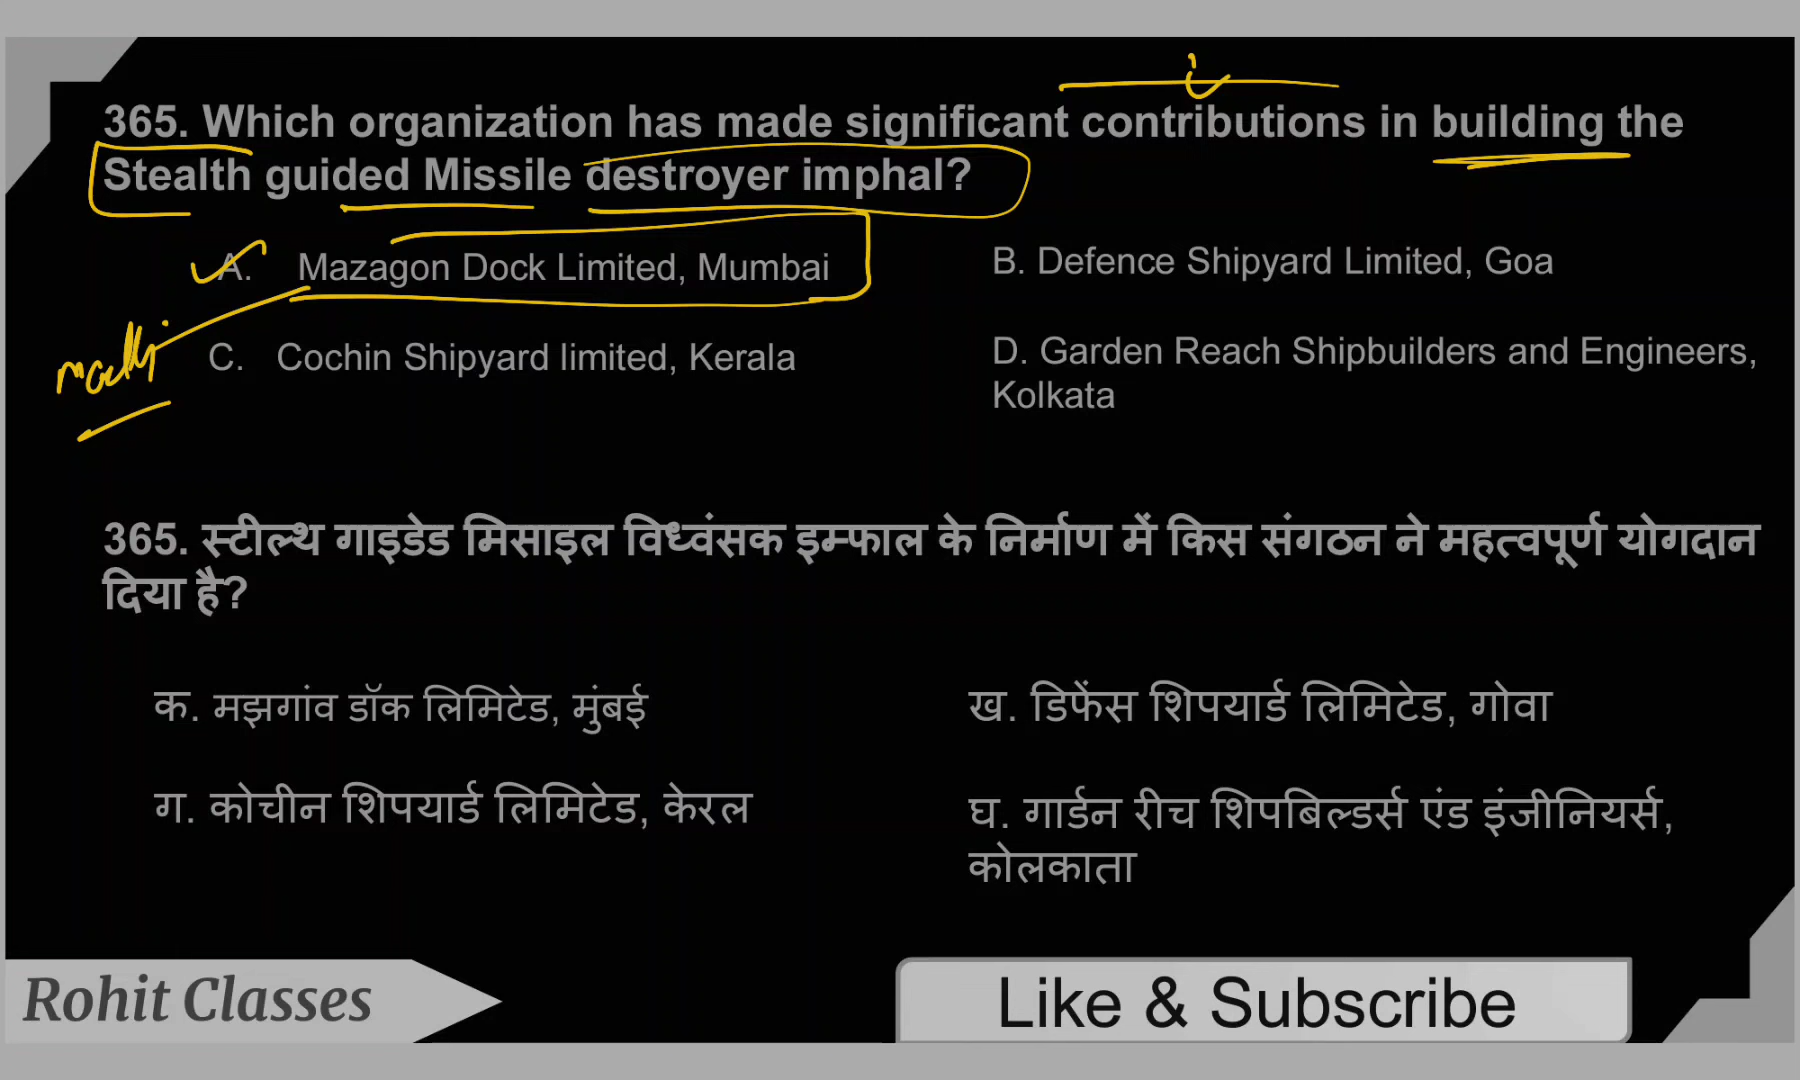 365. Which organization has made significant contributions in building the
Stealth guided Missile destroyer imphal?
A. Mazagon Dock Limited, Mumbai
B. Defence Shipyard Limited, Goa
C. Cochin Shipyard limited, Kerala
D. Garden Reach Shipbuilders and Engineers,
Kolkata
365. स्टील्थ गाइडेड मिसाइल विध्वंसक इम्फाल के निर्माण में किस संगठन ने महत्वपूर्ण योगदान
दिया है?
क. मझगांव डॉक लिमिटेड, मुंबई
ख. डिफेंस शिपयार्ड लिमिटेड, गोवा
ग. कोचीन शिपयार्ड लिमिटेड, केरल
घ. गार्डन रीच शिपबिल्डर्स एंड इंजीनियर्स,
कोलकाता
Rohit Classes
Like & Subscribe